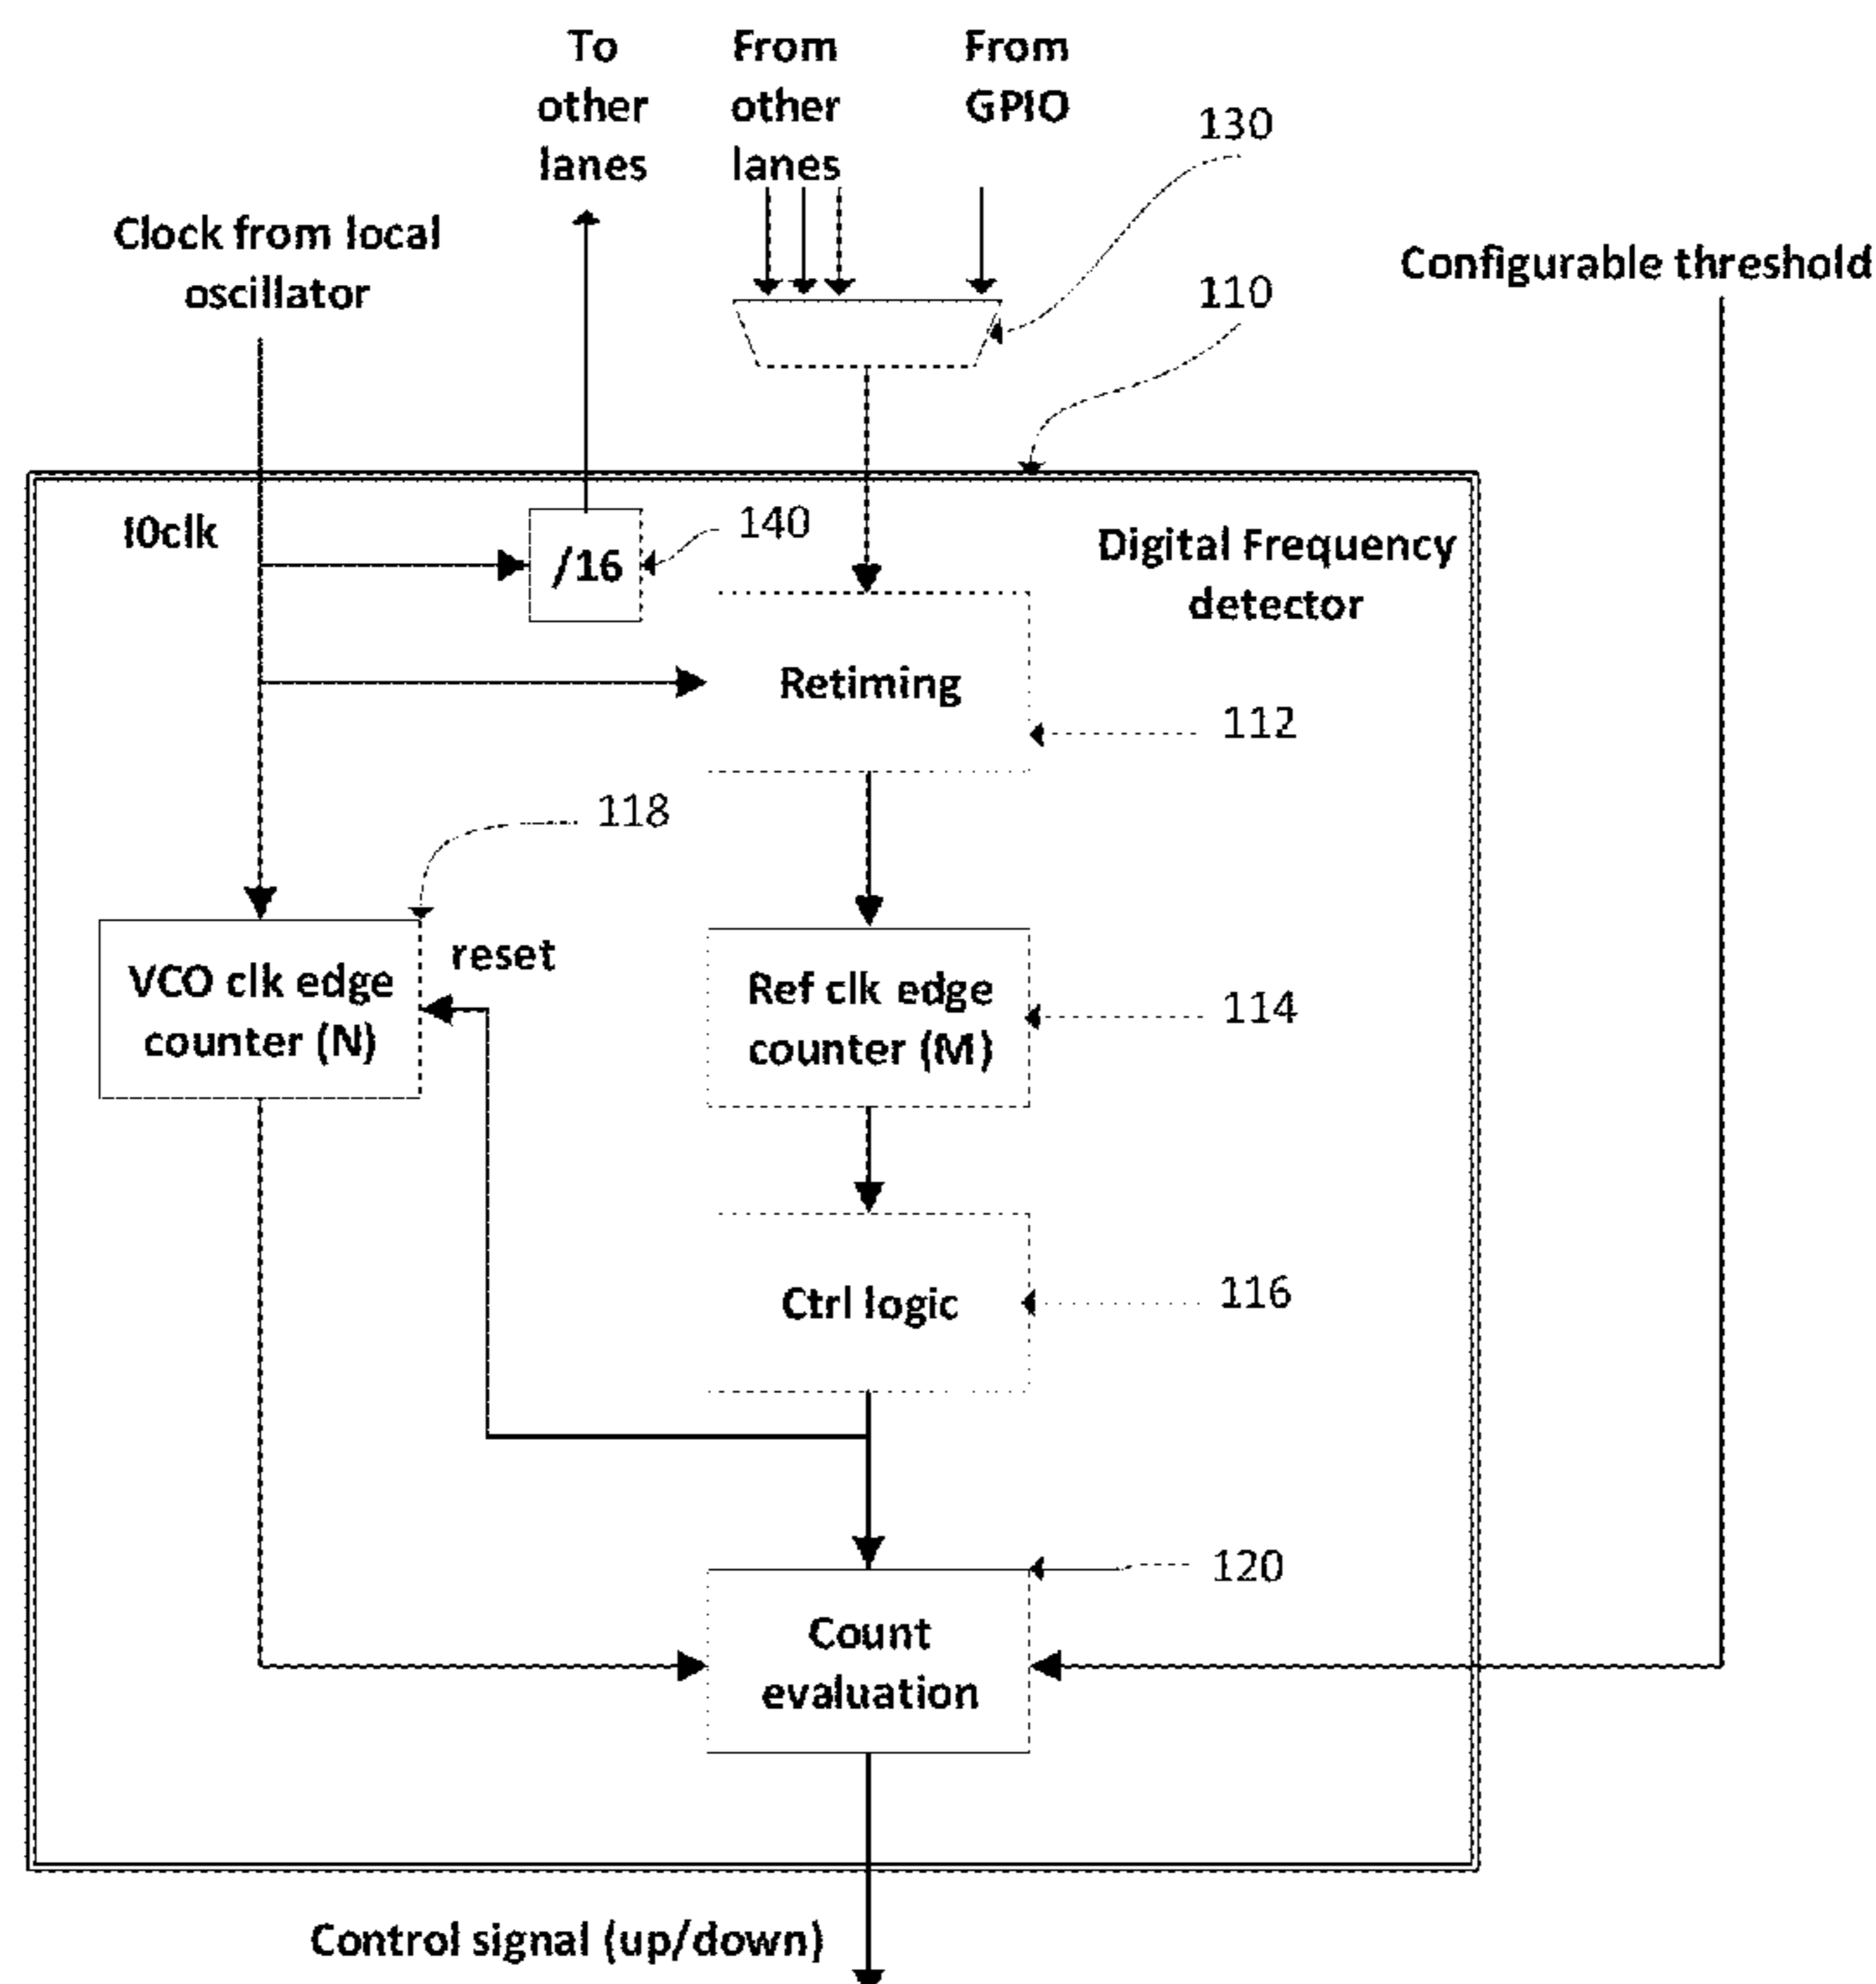 To
other
lanes
From
other
lanes
From
GPIO
130
Clock from local
oscillator
110
Configurable threshold
I0clk
/16
140
Digital Frequency
detector
Retiming
112
118
VCO clk edge
counter (N)
reset
Ref clk edge
counter (M)
114
Ctrl logic
116
120
Count
evaluation
Control signal (up/down)